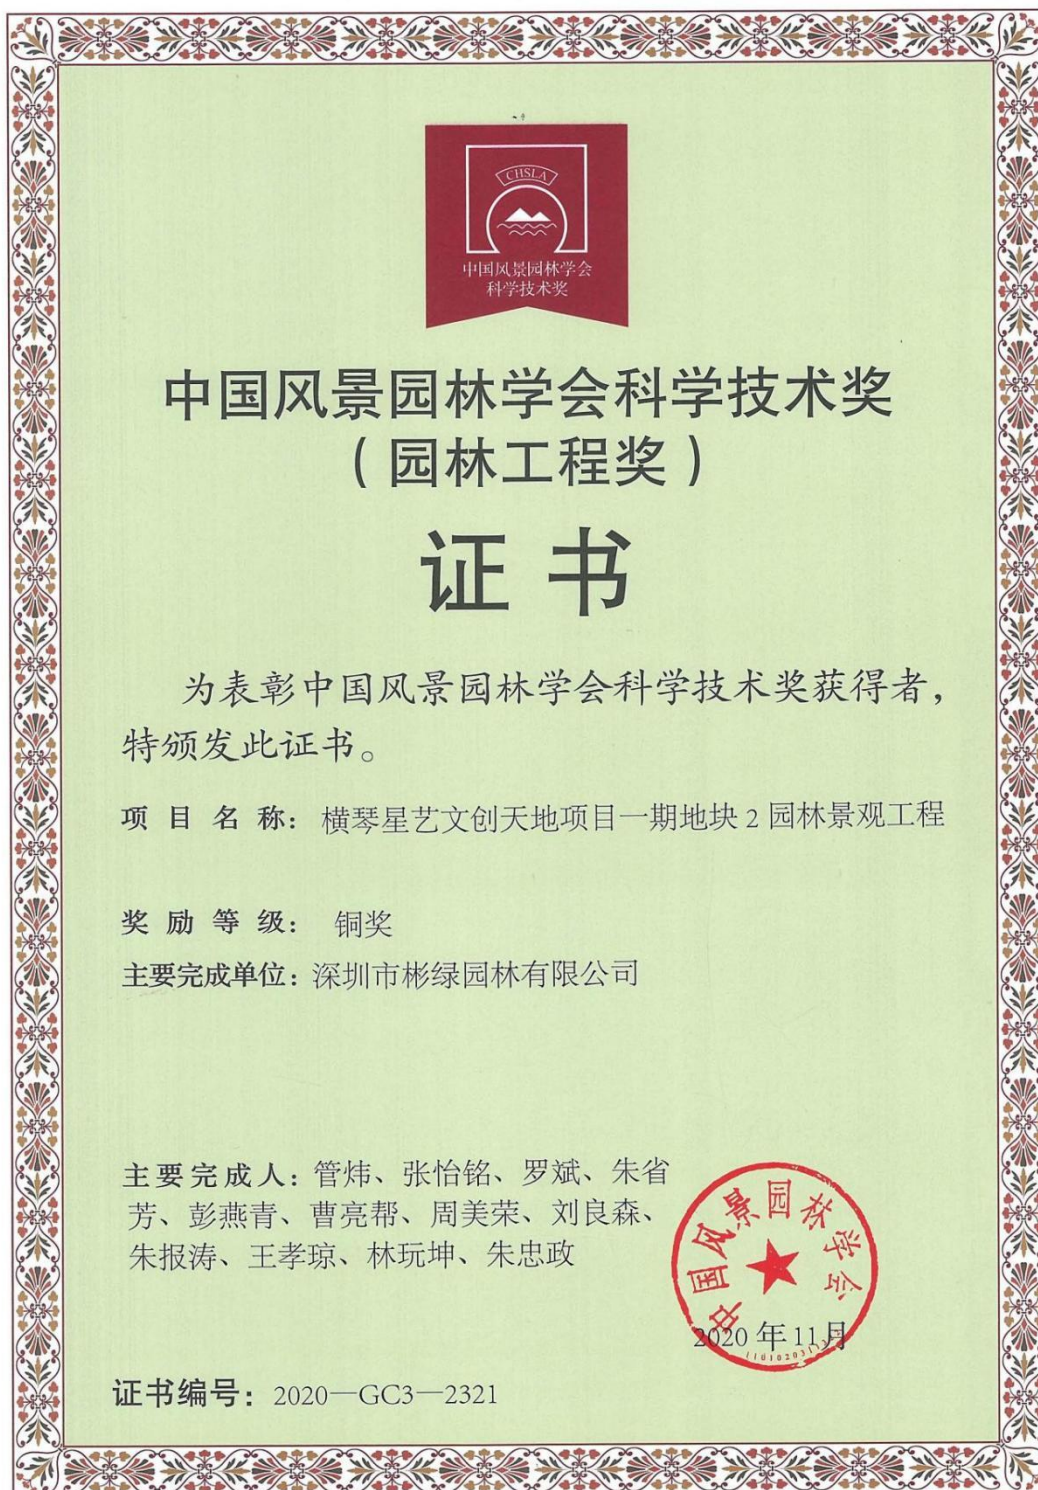 CHSLA
中国风景园林学会
科学技术奖
中国风景园林学会科学技术奖
(园林工程奖)
证书
为表彰中国风景园林学会科学技术奖获得者，
特颁发此证书。
项目名称：横琴星艺文创天地项目一期地块2园林景观工程
奖励等级：铜奖
主要完成单位：深圳市彬绿园林有限公司
主要完成人：管炜、张怡铭、罗斌、朱省
芳、彭燕青、曹亮帮、周美荣、刘良森、
朱报涛、王孝琼、林玩坤、朱忠政
中国风景园林学会
2020年11月
证书编号：2020—GC3—2321